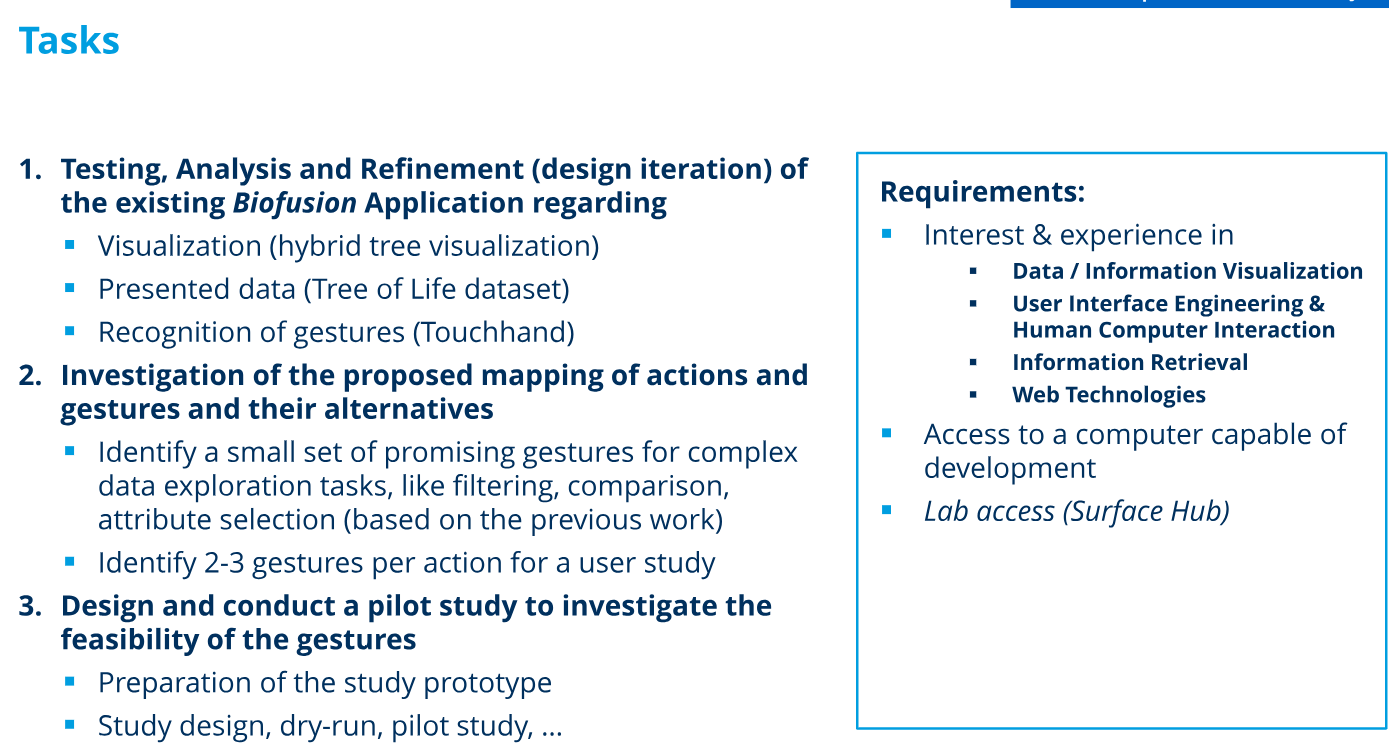 Tasks
1. Testing, Analysis and Refinement (design iteration) of
the existing Biofusion Application regarding
▪ Visualization (hybrid tree visualization)
▪ Presented data (Tree of Life dataset)
▪ Recognition of gestures (Touchhand)
2. Investigation of the proposed mapping of actions and
gestures and their alternatives
▪ Identify a small set of promising gestures for complex
data exploration tasks, like filtering, comparison,
attribute selection (based on the previous work)
▪ Identify 2-3 gestures per action for a user study
3. Design and conduct a pilot study to investigate the
feasibility of the gestures
▪ Preparation of the study prototype
▪ Study design, dry-run, pilot study, ...
Requirements:
▪ Interest & experience in
▪ Data / Information Visualization
▪ User Interface Engineering &
Human Computer Interaction
▪ Information Retrieval
▪ Web Technologies
▪ Access to a computer capable of
development
▪ Lab access (Surface Hub)